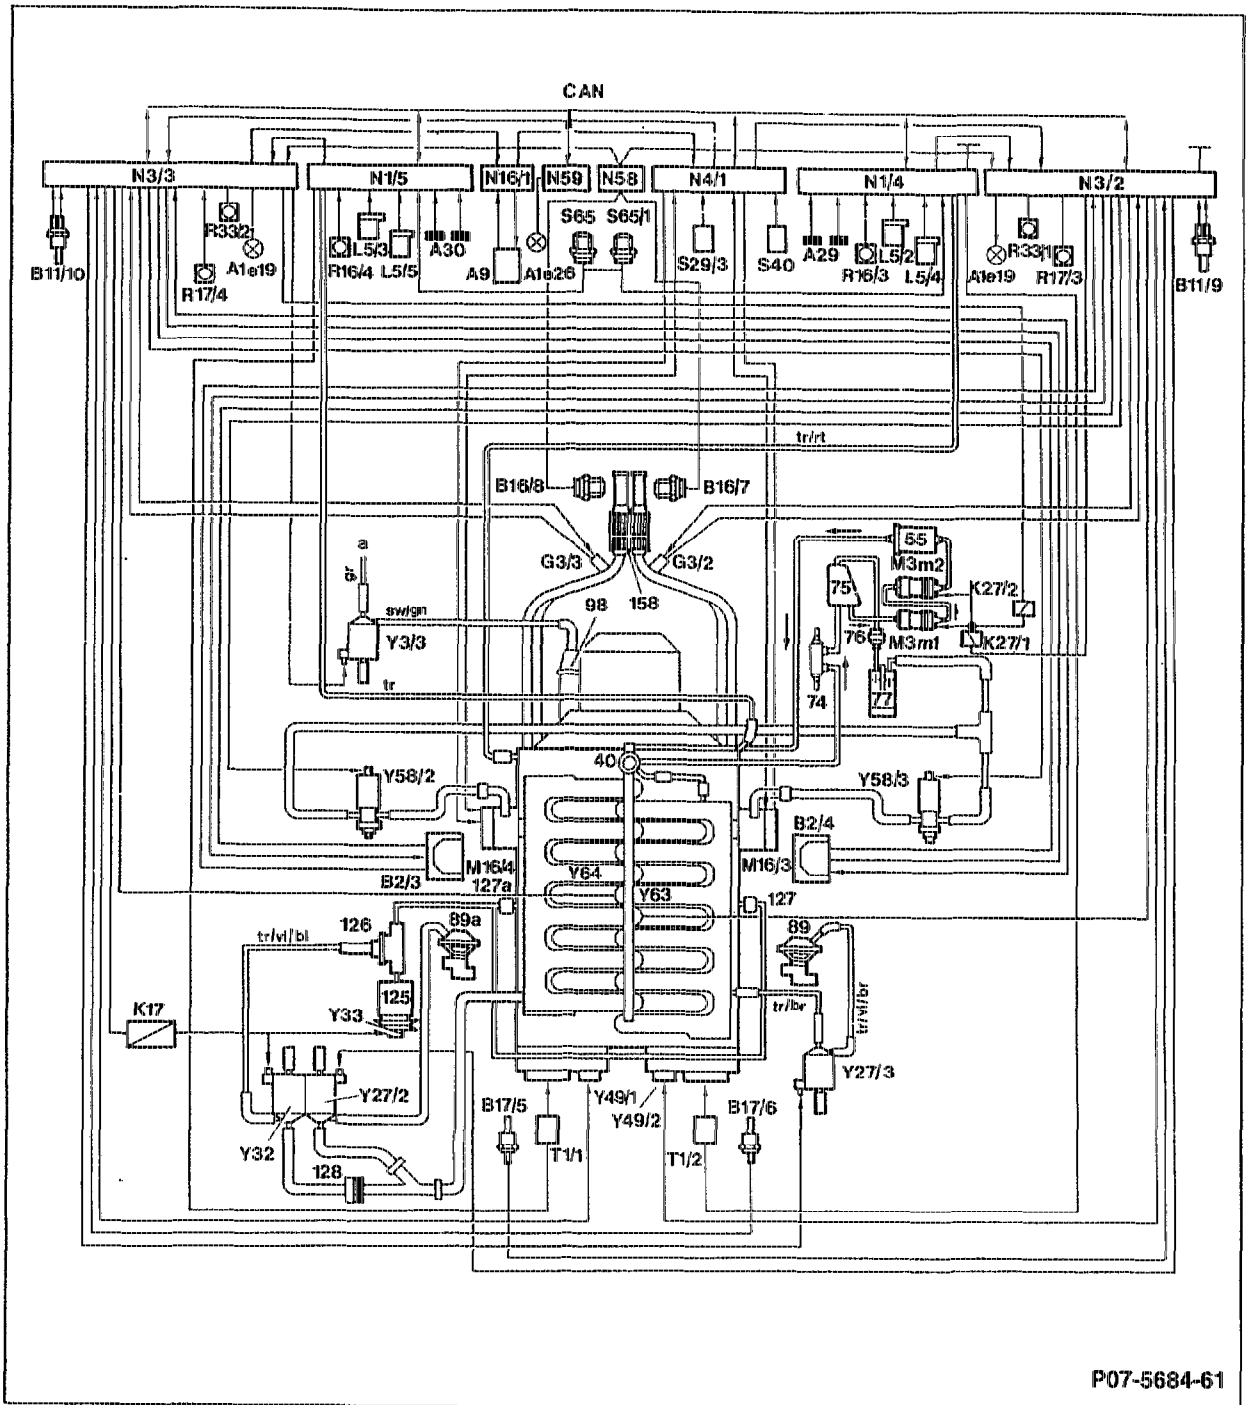 CAN
N3/3 N1/5 N16/1 N59 N58 N4/1 N1/4 N3/2
S65 S65/1
R33/2 L5/3 A30 A29 L5/2 R33/1
B11/10 A1e19 R16/4 L5/5 A9 A1e26 S29/3 S40 R16/3 L5/4 A1e19 R17/3 B11/9
R17/4
tr/rt
B16/8 B16/7
a 55
gr G3/3 G3/2 M3m2
75 K27/2
98 158
sw/gn
Y3/3 76 M3m1 K27/1
tr 74 77
40
Y58/2 Y58/3
B2/4
B2/3 M16/4 Y64 M16/3
127a Y63 127
126 89a 89
tr/vi/bl
125
K17 tr/br tr/vi/br
Y33
Y27/2 Y49/1 Y27/3
B17/5 Y49/2 B17/6
Y32 T1/1 T1/2
128
P07-5684-61